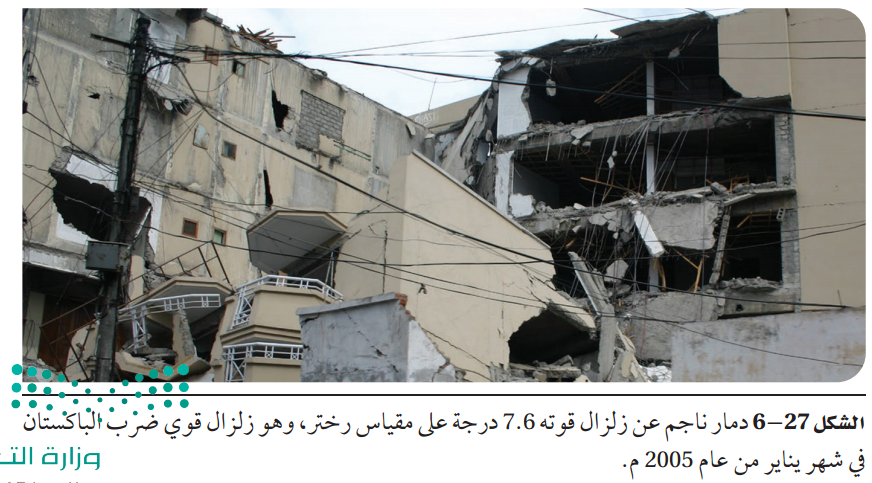 الشكل 27–6 دمار ناجم عن زلزال قوته 7.6 درجة على مقياس رختر، وهو زلزال قوي ضرب الباكستان
في شهر يناير من عام 2005 م.
وزارة التـ